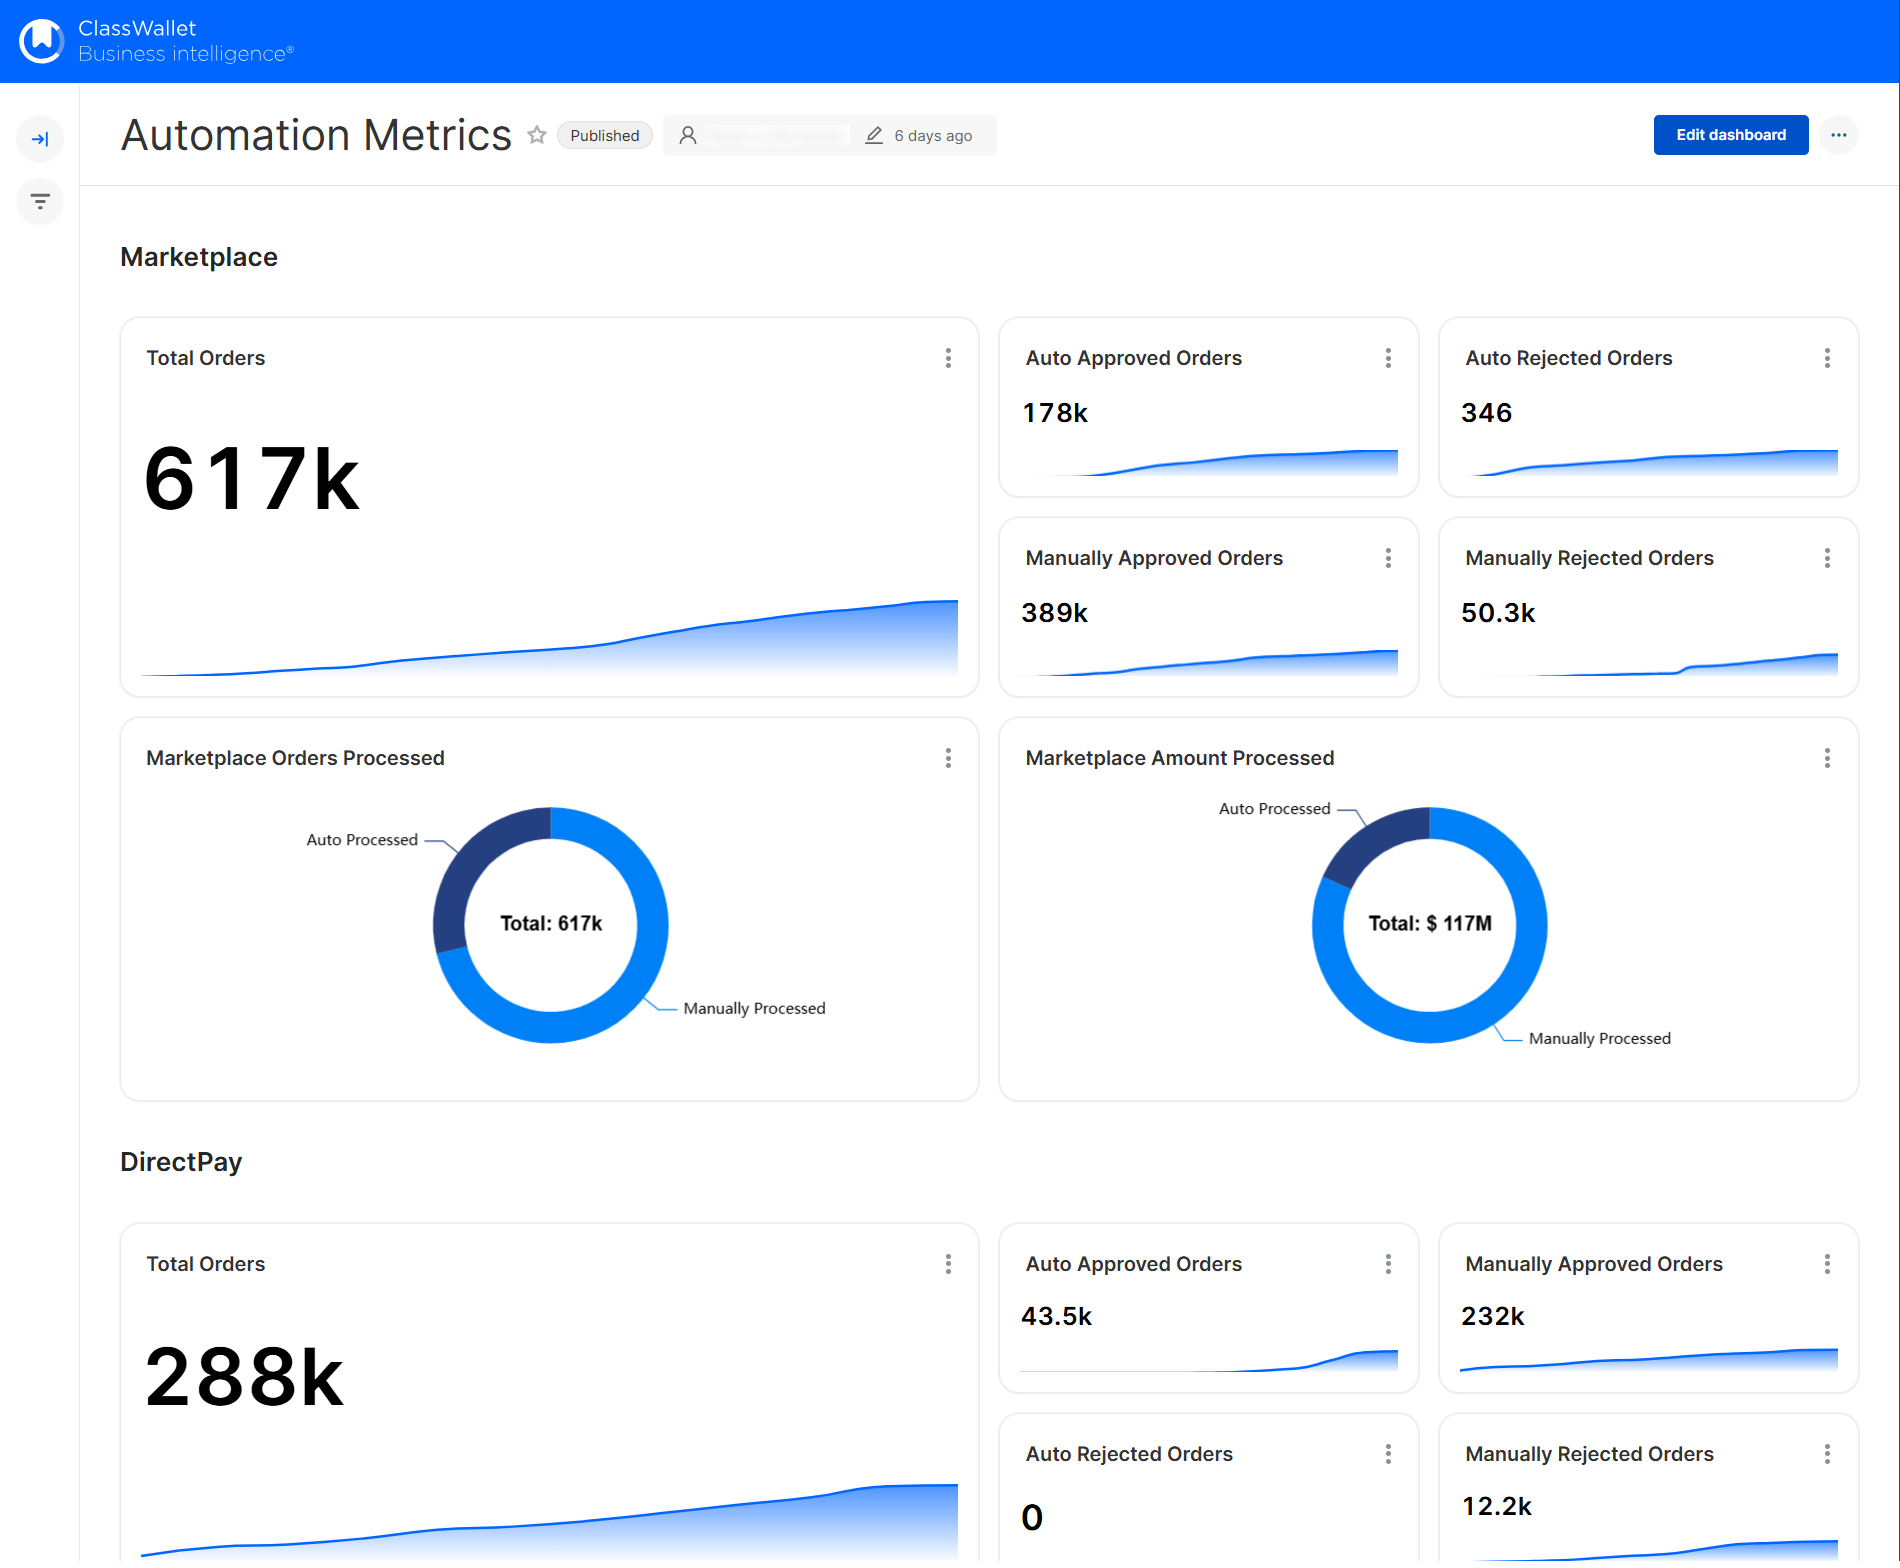 ClassWallet
Business intelligence®
Automation Metrics
Published
6 days ago
Edit dashboard
Marketplace
Total Orders
617k
Auto Approved Orders
178k
Auto Rejected Orders
346
Manually Approved Orders
389k
Manually Rejected Orders
50.3k
Marketplace Orders Processed
Auto Processed
Total: 617k
Manually Processed
Marketplace Amount Processed
Auto Processed
Total: $ 117M
Manually Processed
DirectPay
Total Orders
288k
Auto Approved Orders
43.5k
Manually Approved Orders
232k
Auto Rejected Orders
0
Manually Rejected Orders
12.2k